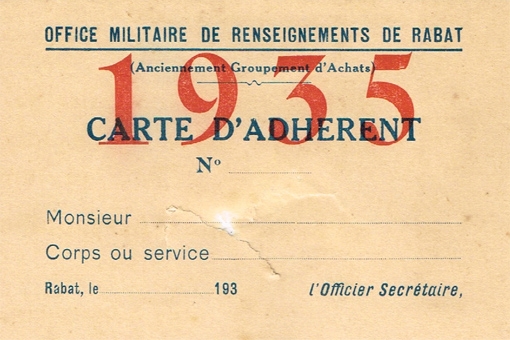 OFFICE MILITAIRE DE RENSEIGNEMENTS DE RABAT
(Anciennement Groupement d'Achats)
1935
CARTE D'ADHERENT
Nº
Monsieur
Corps ou service
Rabat, le 193 l'Officier Secrétaire,